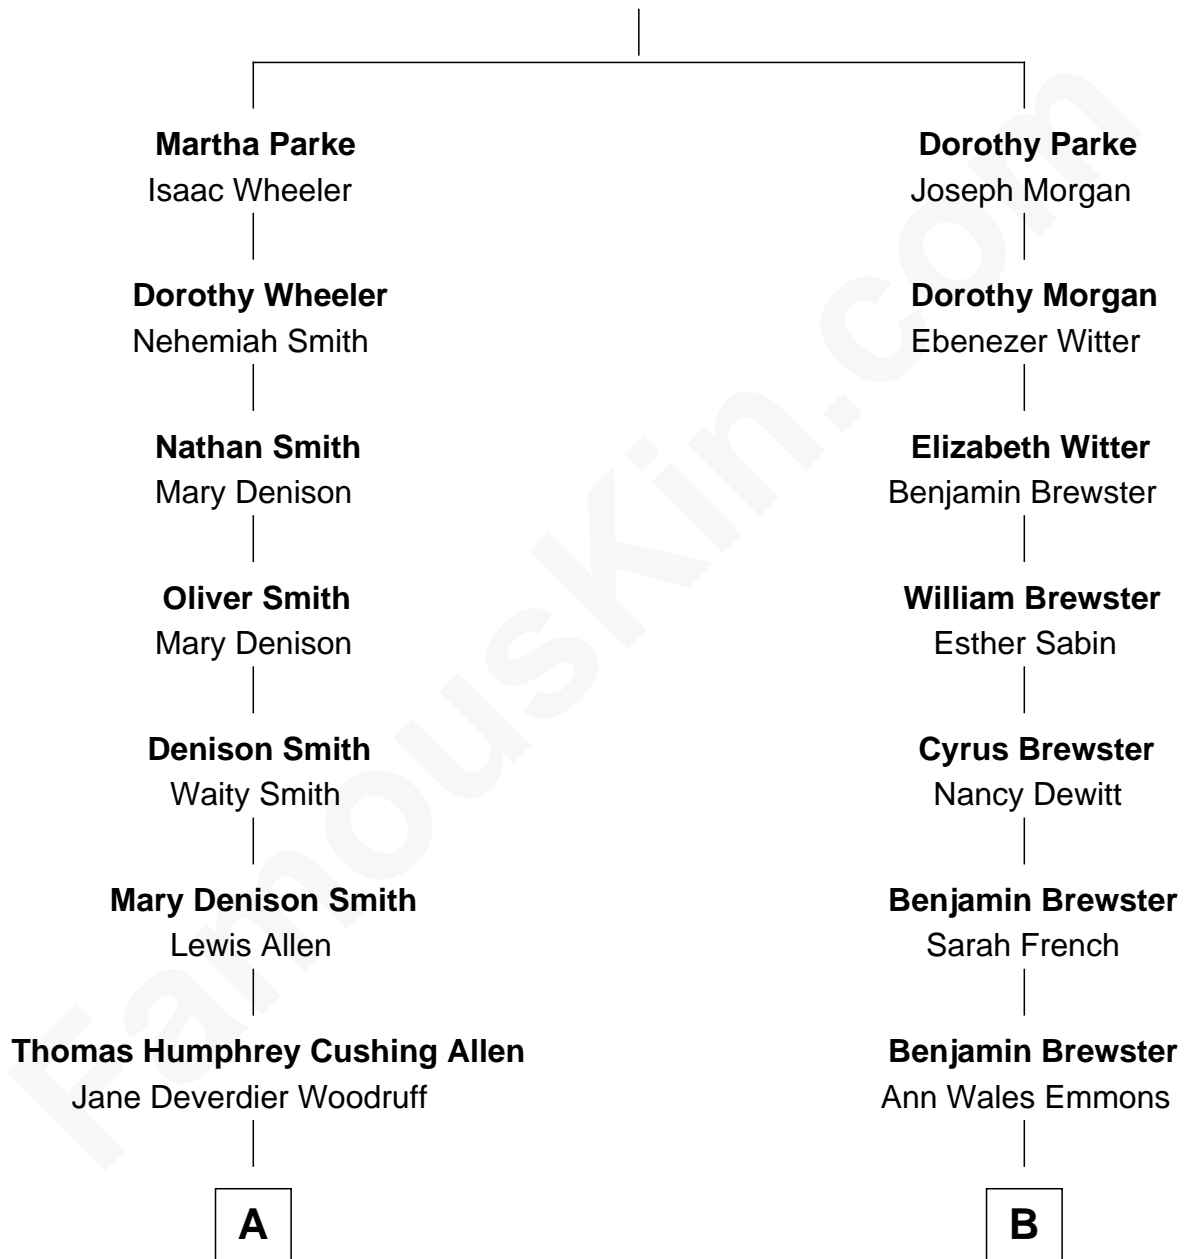 Martha Parke
Isaac Wheeler
Dorothy Wheeler
Nehemiah Smith
Nathan Smith
Mary Denison
Oliver Smith
Mary Denison
Denison Smith
Waity Smith
Mary Denison Smith
Lewis Allen
Thomas Humphrey Cushing Allen
Jane Deverdier Woodruff
A
Dorothy Parke
Joseph Morgan
Dorothy Morgan
Ebenezer Witter
Elizabeth Witter
Benjamin Brewster
William Brewster
Esther Sabin
Cyrus Brewster
Nancy Dewitt
Benjamin Brewster
Sarah French
Benjamin Brewster
Ann Wales Emmons
B
FamousKin.com